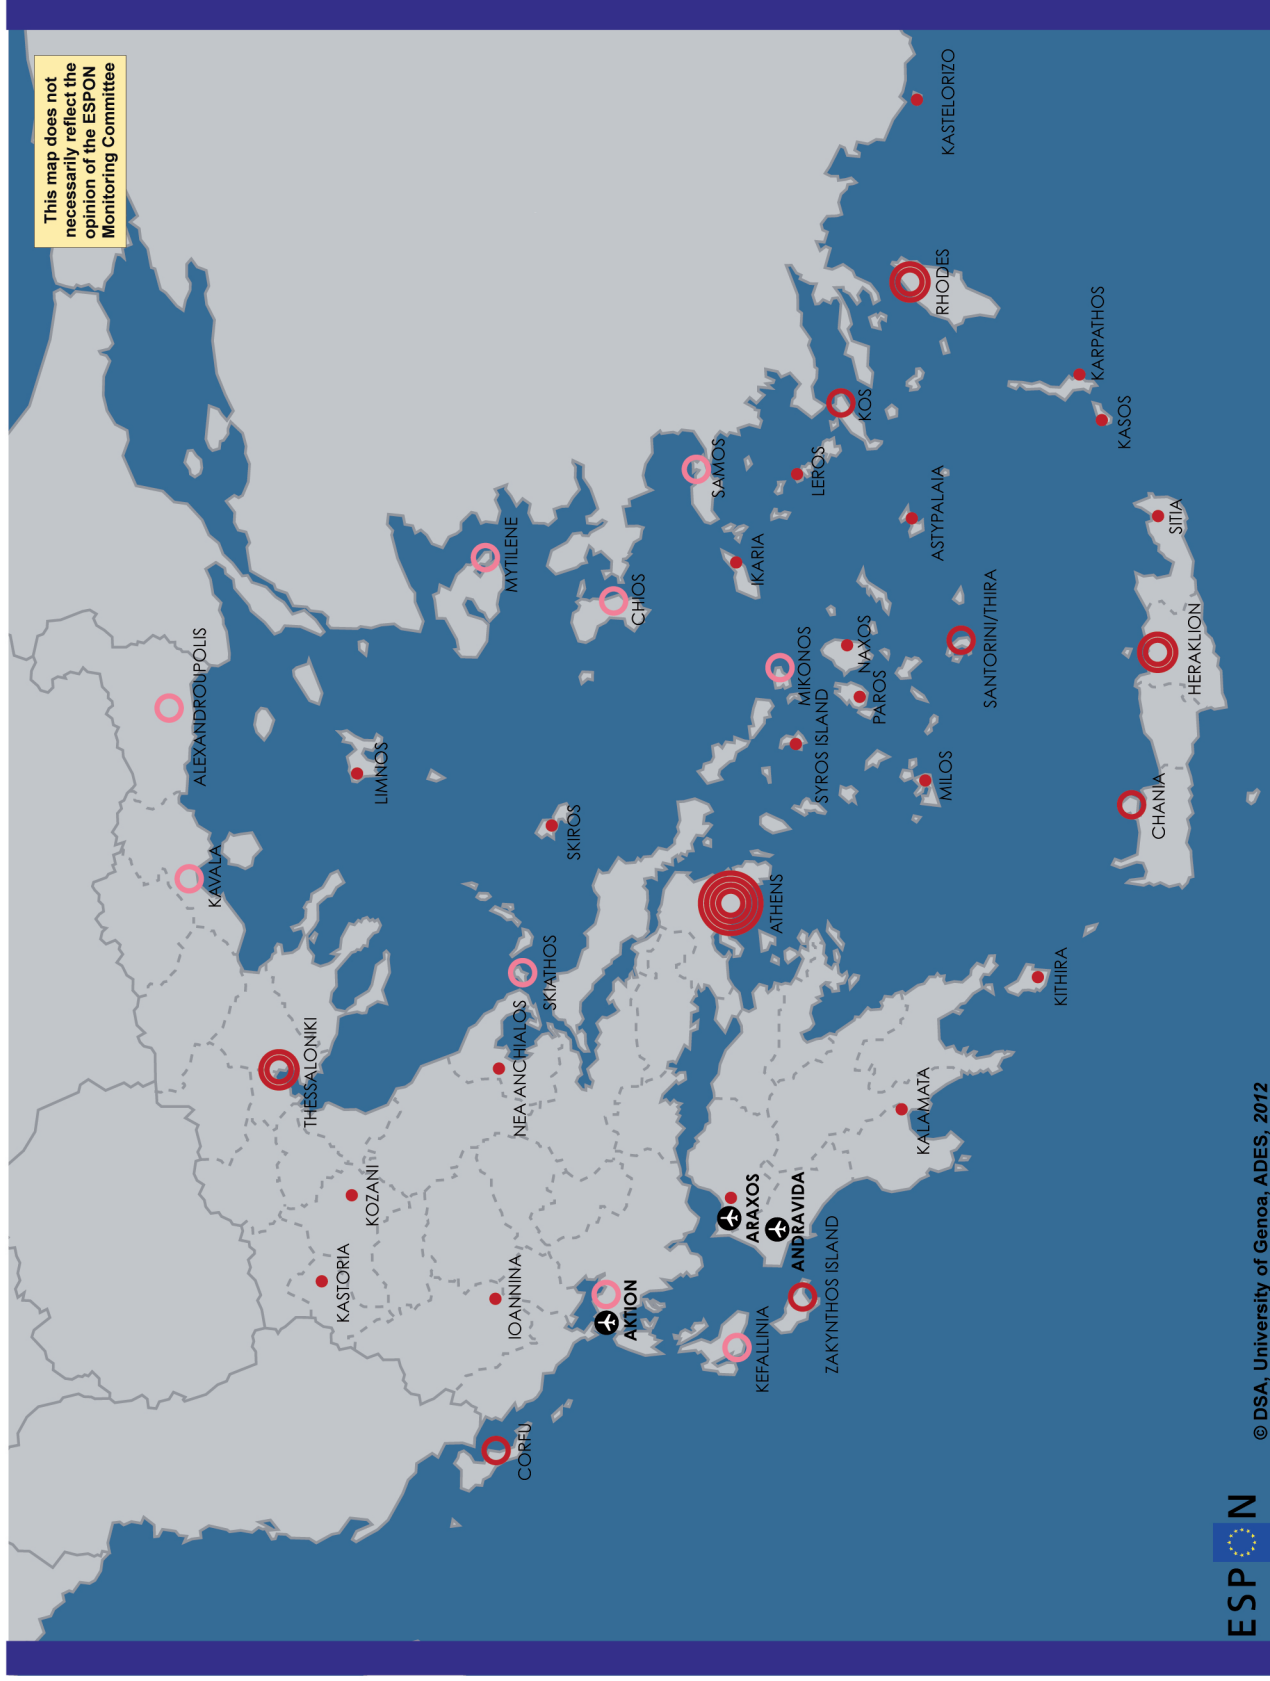 This map does not
necessarily reflect the
opinion of the ESPON
Monitoring Committee
ALEXANDROUPOLIS
KAVALA
THESSALONIKI
KOZANI
KASTORIA
LIMNOS
IOANNINA
CORFU
NEA ANCHIALOS
SKIATHOS
SKIROS
MYTILENE
CHIOS
AKTION
SAMOS
IKARIA
ATHENS
ARAXOS
ANDRAVIDA
KEFALLINIA
ZAKYNTHOS ISLAND
MIKONOS
SYROS ISLAND
LEROS
KOS
NAXOS
PAROS
KALAMATA
MILOS
ASTYPALAIA
RHODES
KASTELORIZO
SANTORINI/THIRA
KITHIRA
KARPATHOS
KASOS
CHANIA
HERAKLION
SITIA
ESPON
© DSA, University of Genoa, ADES, 2012